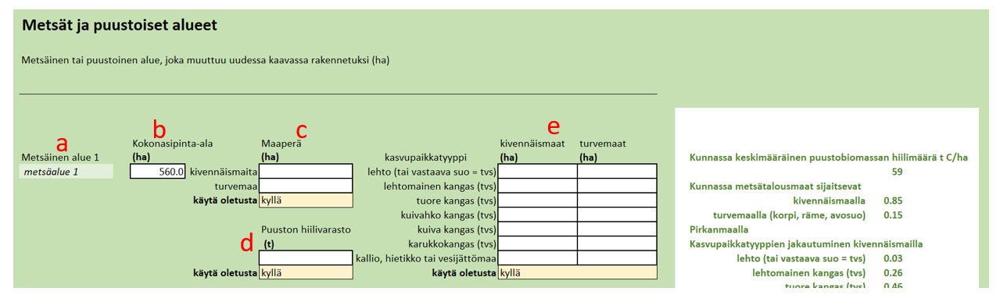 Metsät ja puustoiset alueet
Metsäinen tai puustoinen alue, joka muuttuu uudessa kaavassa rakennetuksi (ha)
a b c e
Kokonasipinta-ala Maaperä kivennäismaat turvemaat
Metsäinen alue 1 (ha) (ha) kasvupaikkatyyppi (ha) (ha) Kunnassa keskimääräinen puustobiomassan hiilimäärä t C/ha
metsäalue 1 560.0 kivennäismaita lehto (tai vastaava suo = tvs) 59
turvemaa lehtomainen kangas (tvs) Kunnassa metsätalousmaat sijaitsevat
käytä oletusta kyllä tuore kangas (tvs) kivennäismaalla 0.85
kuivahko kangas (tvs) turvemaalla (korpi, räme, avosuo) 0.15
Puuston hiilivarasto kuiva kangas (tvs) Pirkanmaalla
d (t) karukkokangas (tvs) Kasvupaikkatyyppien jakautuminen kivennäismailla
kallio, hietikko tai vesijättömaa lehto (tai vastaava suo = tvs) 0.03
käytä oletusta kyllä käytä oletusta kyllä lehtomainen kangas (tvs) 0.26
tuore kangas (tvs) 0.46